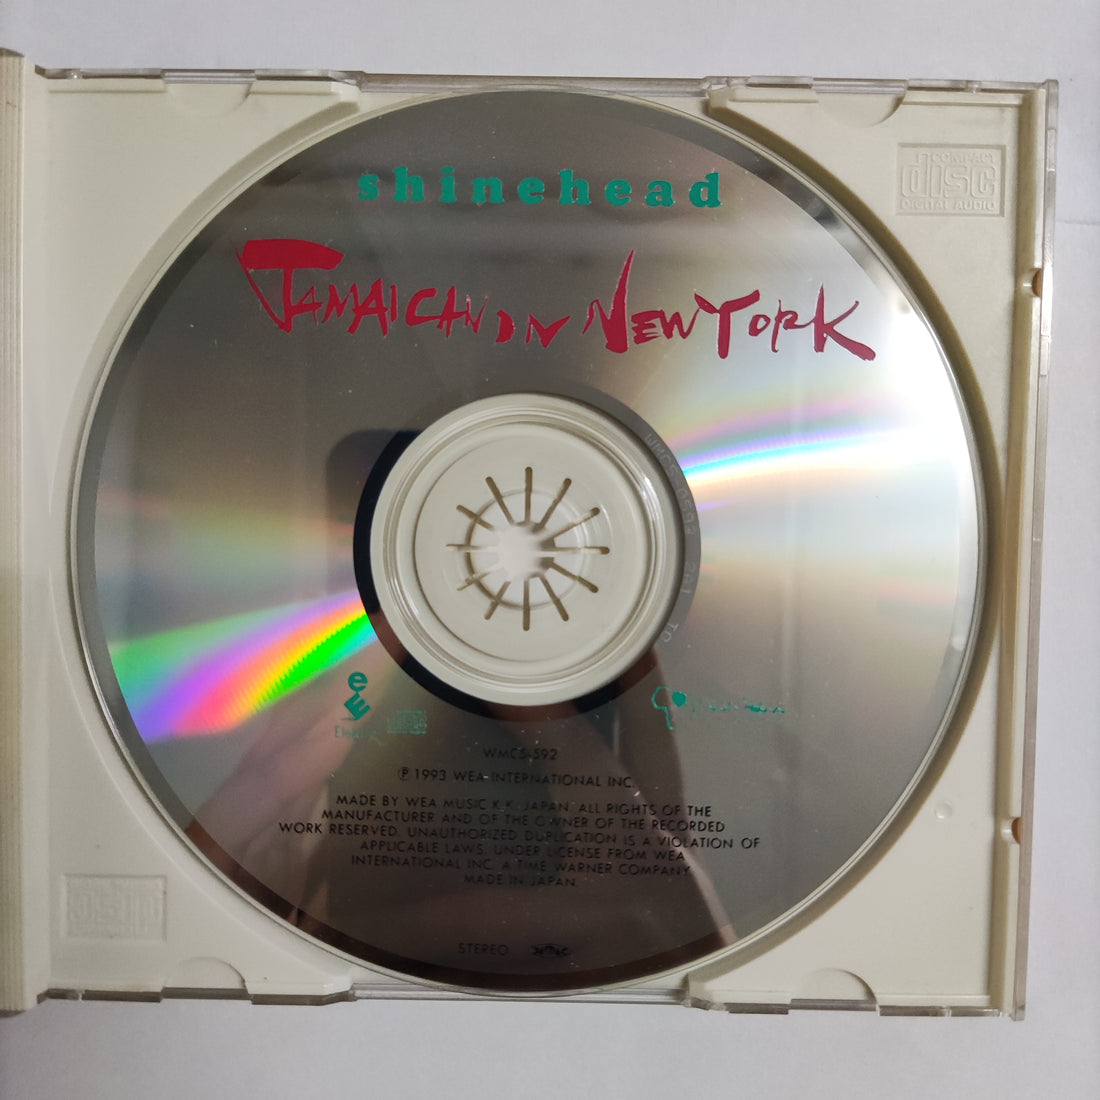 COMPACT
disc
DIGITAL AUDIO
shinehead
JAMAICAN IN NEW YORK
WMCS-592
℗ 1993 WEA INTERNATIONAL INC.
MADE BY WEA MUSIC K.K. JAPAN. ALL RIGHTS OF THE
MANUFACTURER AND OF THE OWNER OF THE RECORDED
WORK RESERVED. UNAUTHORIZED DUPLICATION IS A VIOLATION OF
APPLICABLE LAWS. UNDER LICENSE FROM WEA
INTERNATIONAL INC. A TIME WARNER COMPANY.
MADE IN JAPAN.
STEREO